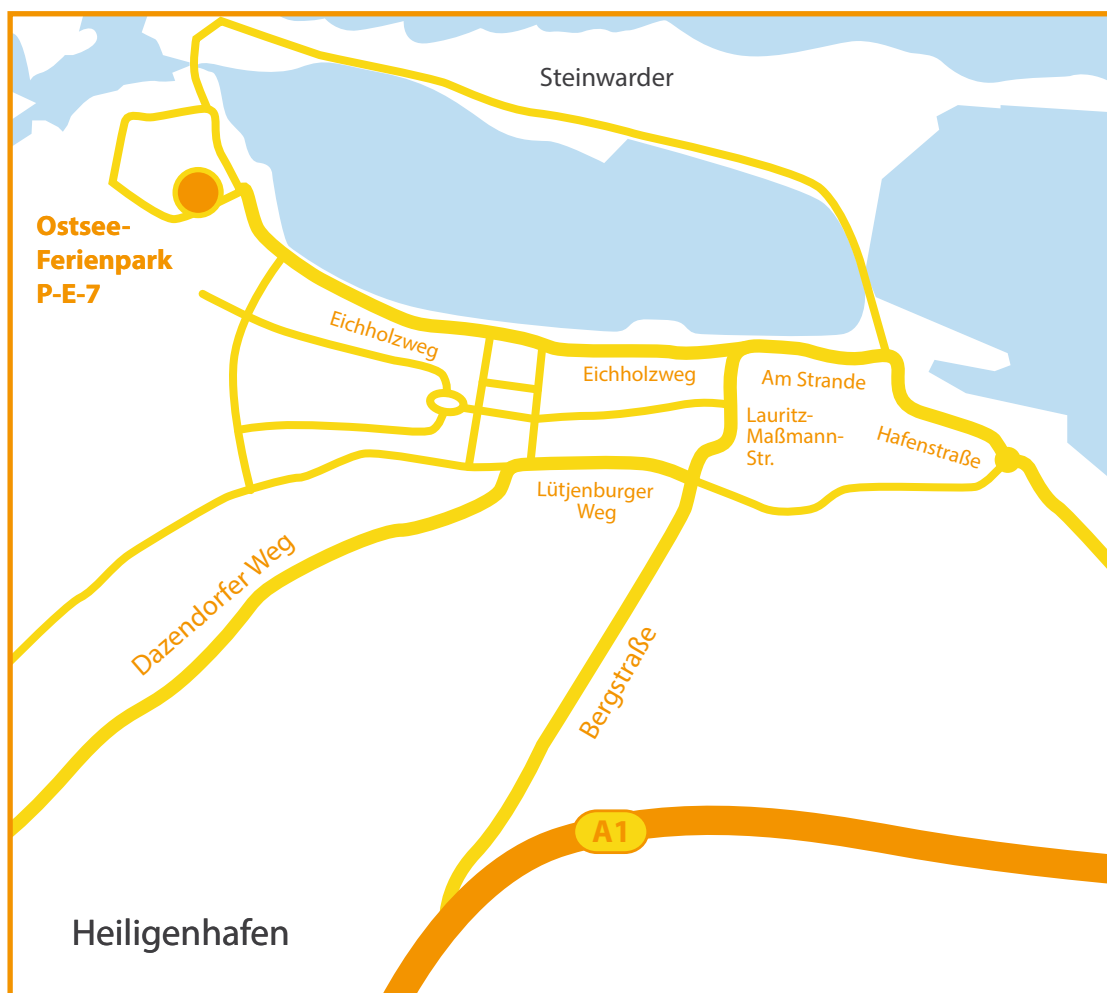 Steinwarder
Ostsee-
Ferienpark
P-E-7
Eichholzweg
Eichholzweg
Am Strande
Lauritz-
Maßmann-
Str.
Hafenstraße
Lütjenburger
Weg
Dazendorfer Weg
Bergstraße
A1
Heiligenhafen